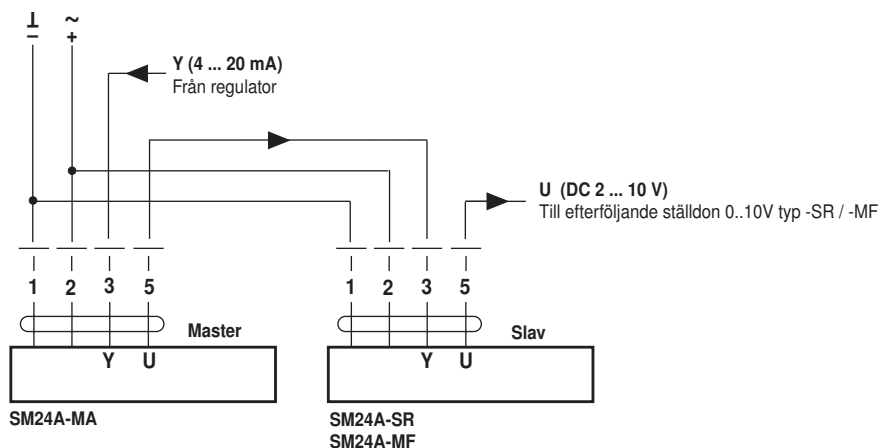 ⊥ ~
− +
Y (4 ... 20 mA)
Från regulator
U (DC 2 ... 10 V)
Till efterföljande ställdon 0..10V typ -SR / -MF
1 2 3 5
1 2 3 5
Master
Slav
Y U
Y U
SM24A-MA
SM24A-SR
SM24A-MF